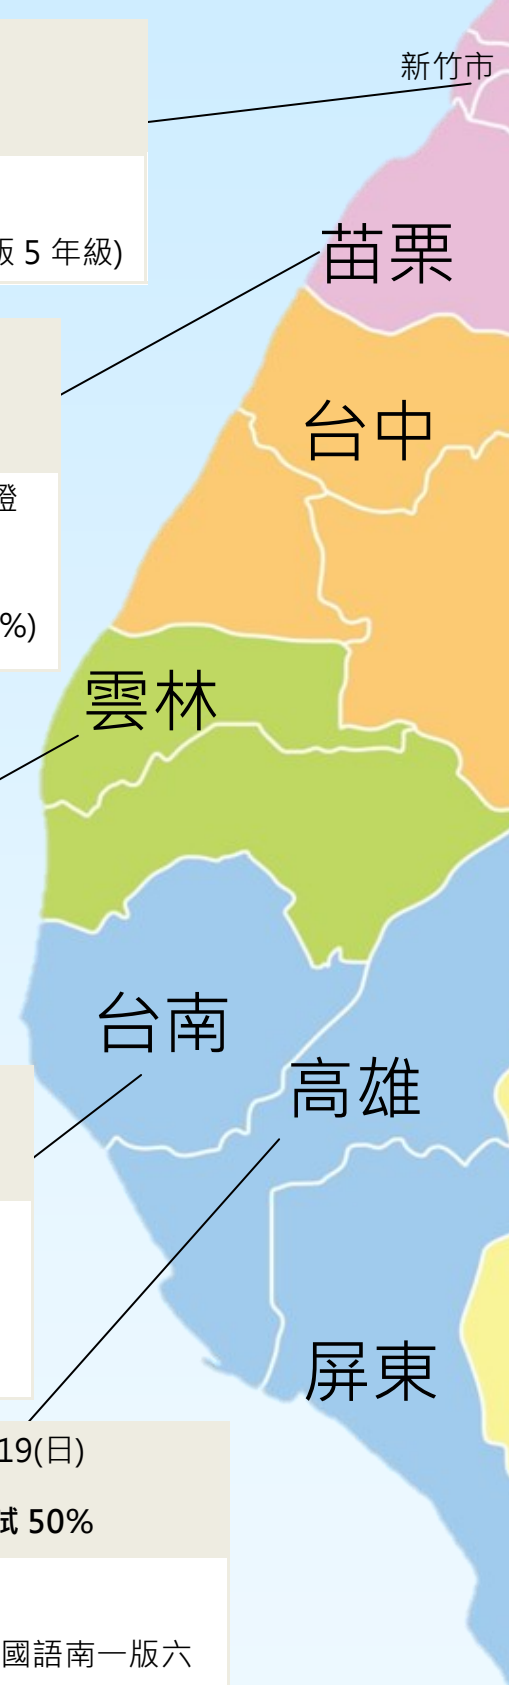 新竹市
版 5 年級)
苗栗
台中
證
%)
雲林
台南
高雄
屏東
19(日)
試 50%
國語南一版六